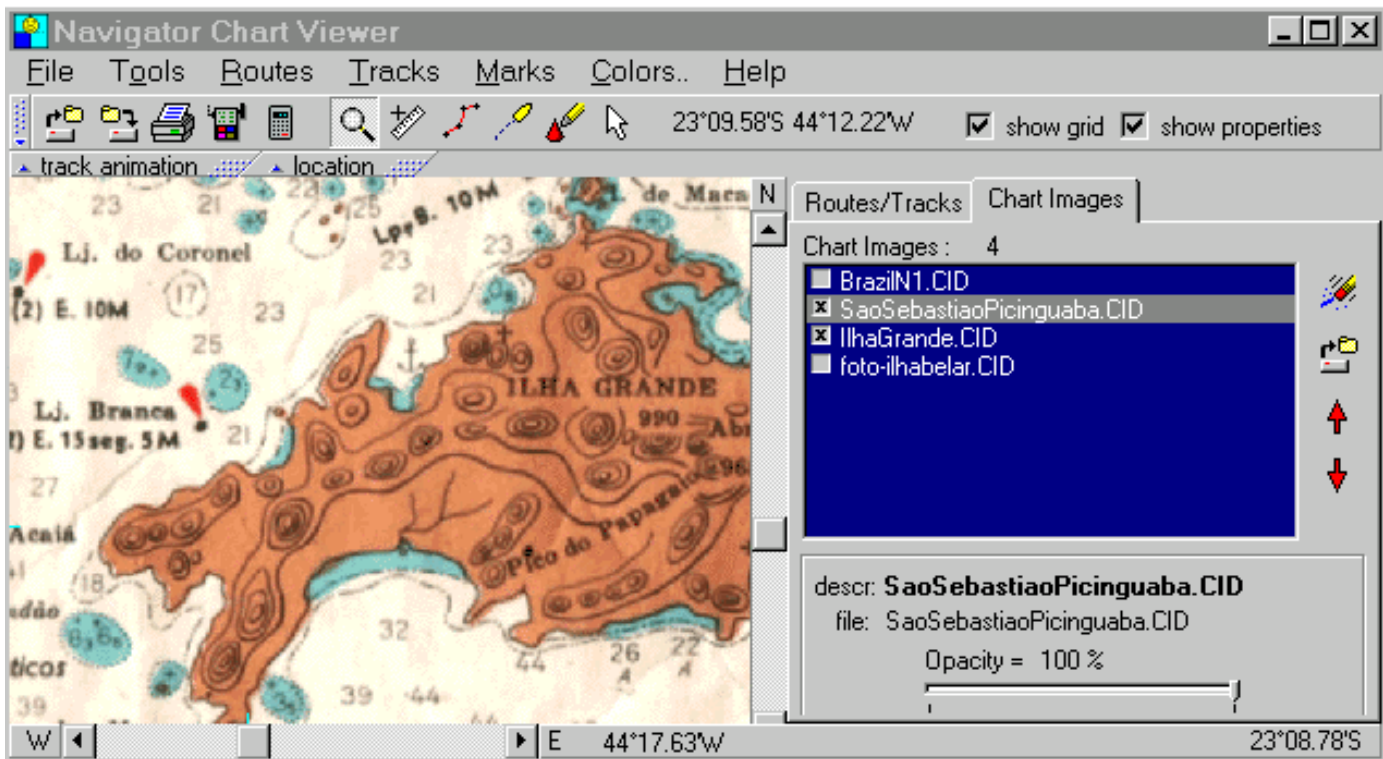 Navigator Chart Viewer
File Tools Routes Tracks Marks Colors.. Help
23°09.58'S 44°12.22'W show grid show properties
track animation location
N
Routes/Tracks Chart Images
Chart Images : 4
BrazilN1.CID
SaoSebastiaoPicinguaba.CID
IlhaGrande.CID
foto-ilhabelar.CID
descr: SaoSebastiaoPicinguaba.CID
file: SaoSebastiaoPicinguaba.CID
Opacity = 100 %
23 21 22 25 10M de Maca
Lj. do Coronel
23 23
(2) E. 10M 17 23 21
25
ILHA GRANDE
Lj. Branca 990
E. 15seg. 5M 21
27
Pico do Papagaio
Acaiá
18
32
44 26 22
ticos
39 39 44
W E 44°17.63'W 23°08.78'S